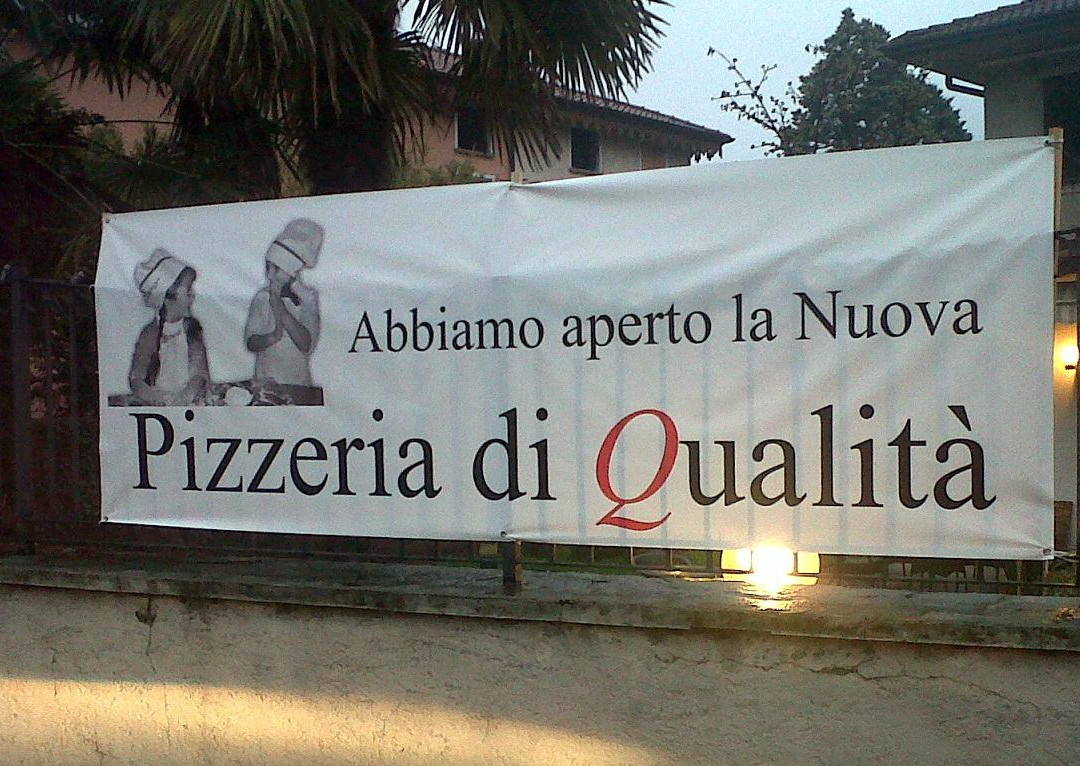 Abbiamo aperto la Nuova
Pizzeria di Qualità